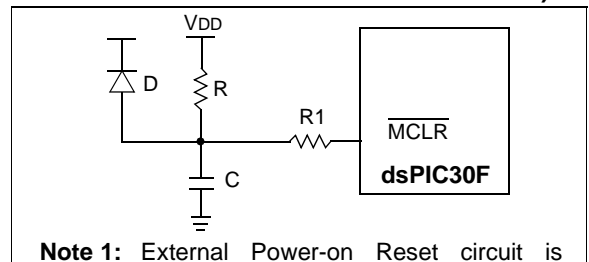 VDD
D
R
R1
MCLR
C
dsPIC30F
Note 1: External Power-on Reset circuit is